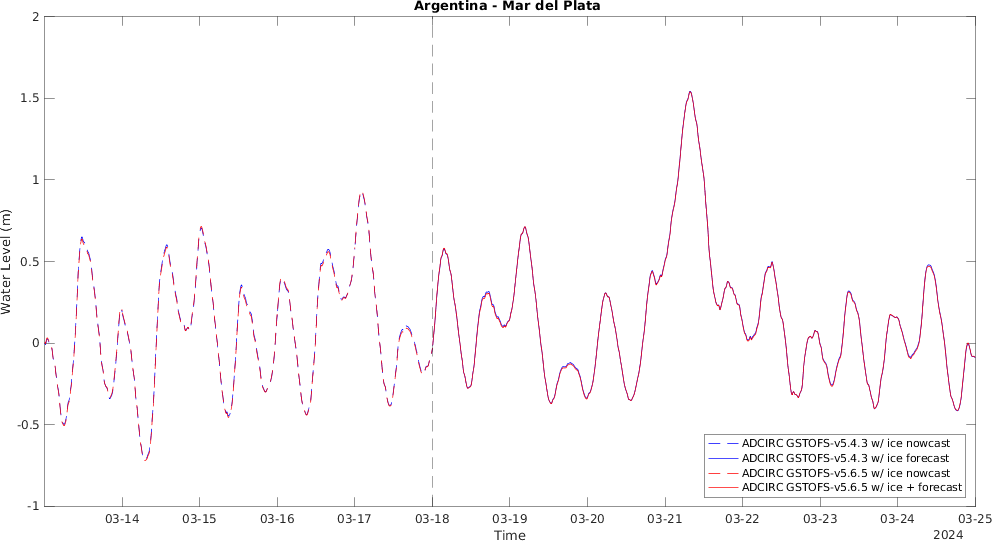 Argentina - Mar del Plata
2
1.5
1
0.5
0
-0.5
-1
Water Level (m)
03-14 03-15 03-16 03-17 03-18 03-19 03-20 03-21 03-22 03-23 03-24 03-25
Time
2024
ADCIRC GSTOFS-v5.4.3 w/ ice nowcast
ADCIRC GSTOFS-v5.4.3 w/ ice forecast
ADCIRC GSTOFS-v5.6.5 w/ ice nowcast
ADCIRC GSTOFS-v5.6.5 w/ ice + forecast